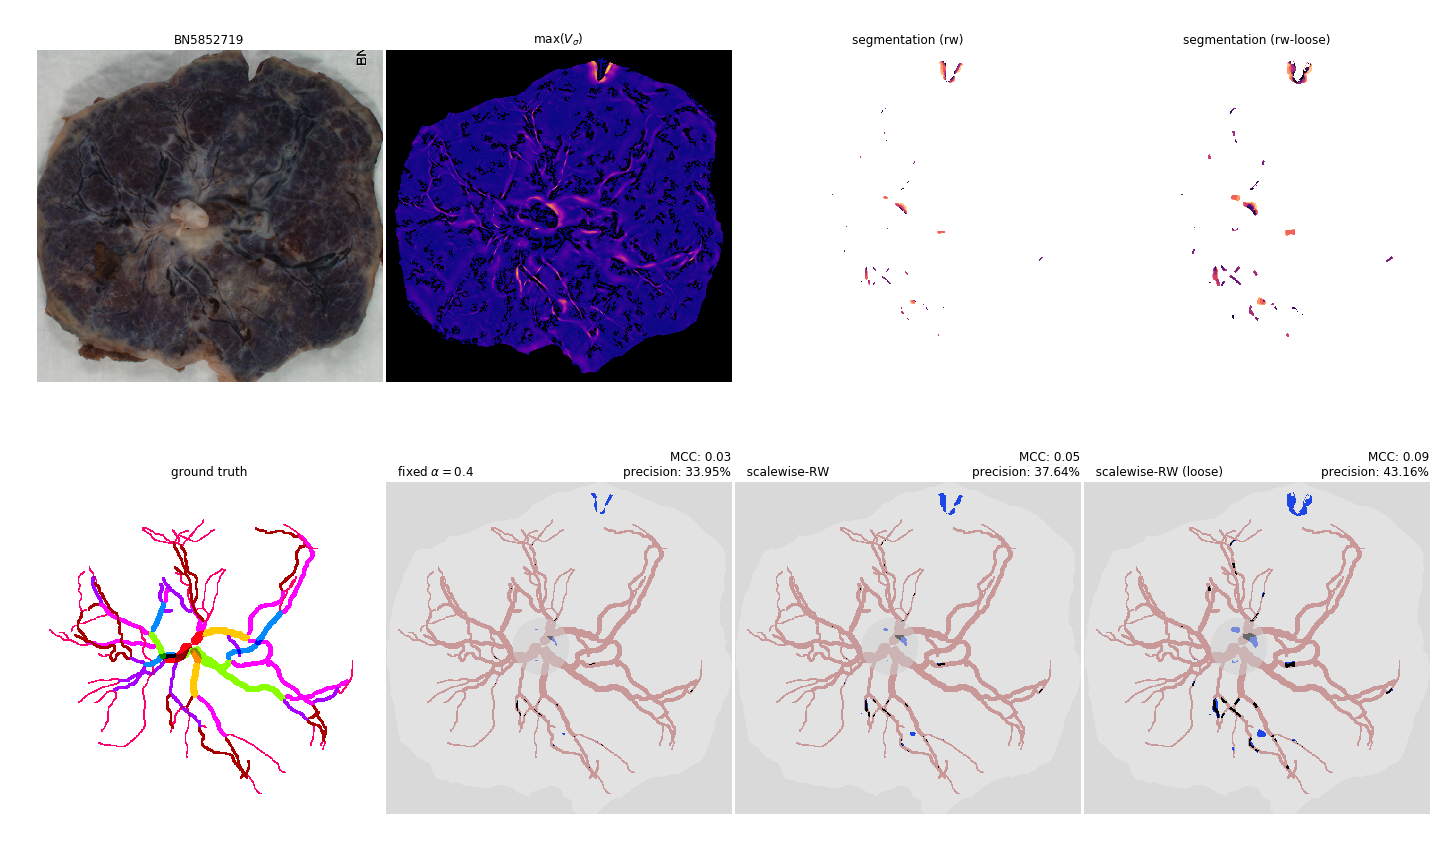 BN5852719
max(V_σ)
segmentation (rw)
segmentation (rw-loose)
BN
ground truth
fixed α = 0.4
MCC: 0.03
precision: 33.95%
scalewise-RW
MCC: 0.05
precision: 37.64%
scalewise-RW (loose)
MCC: 0.09
precision: 43.16%